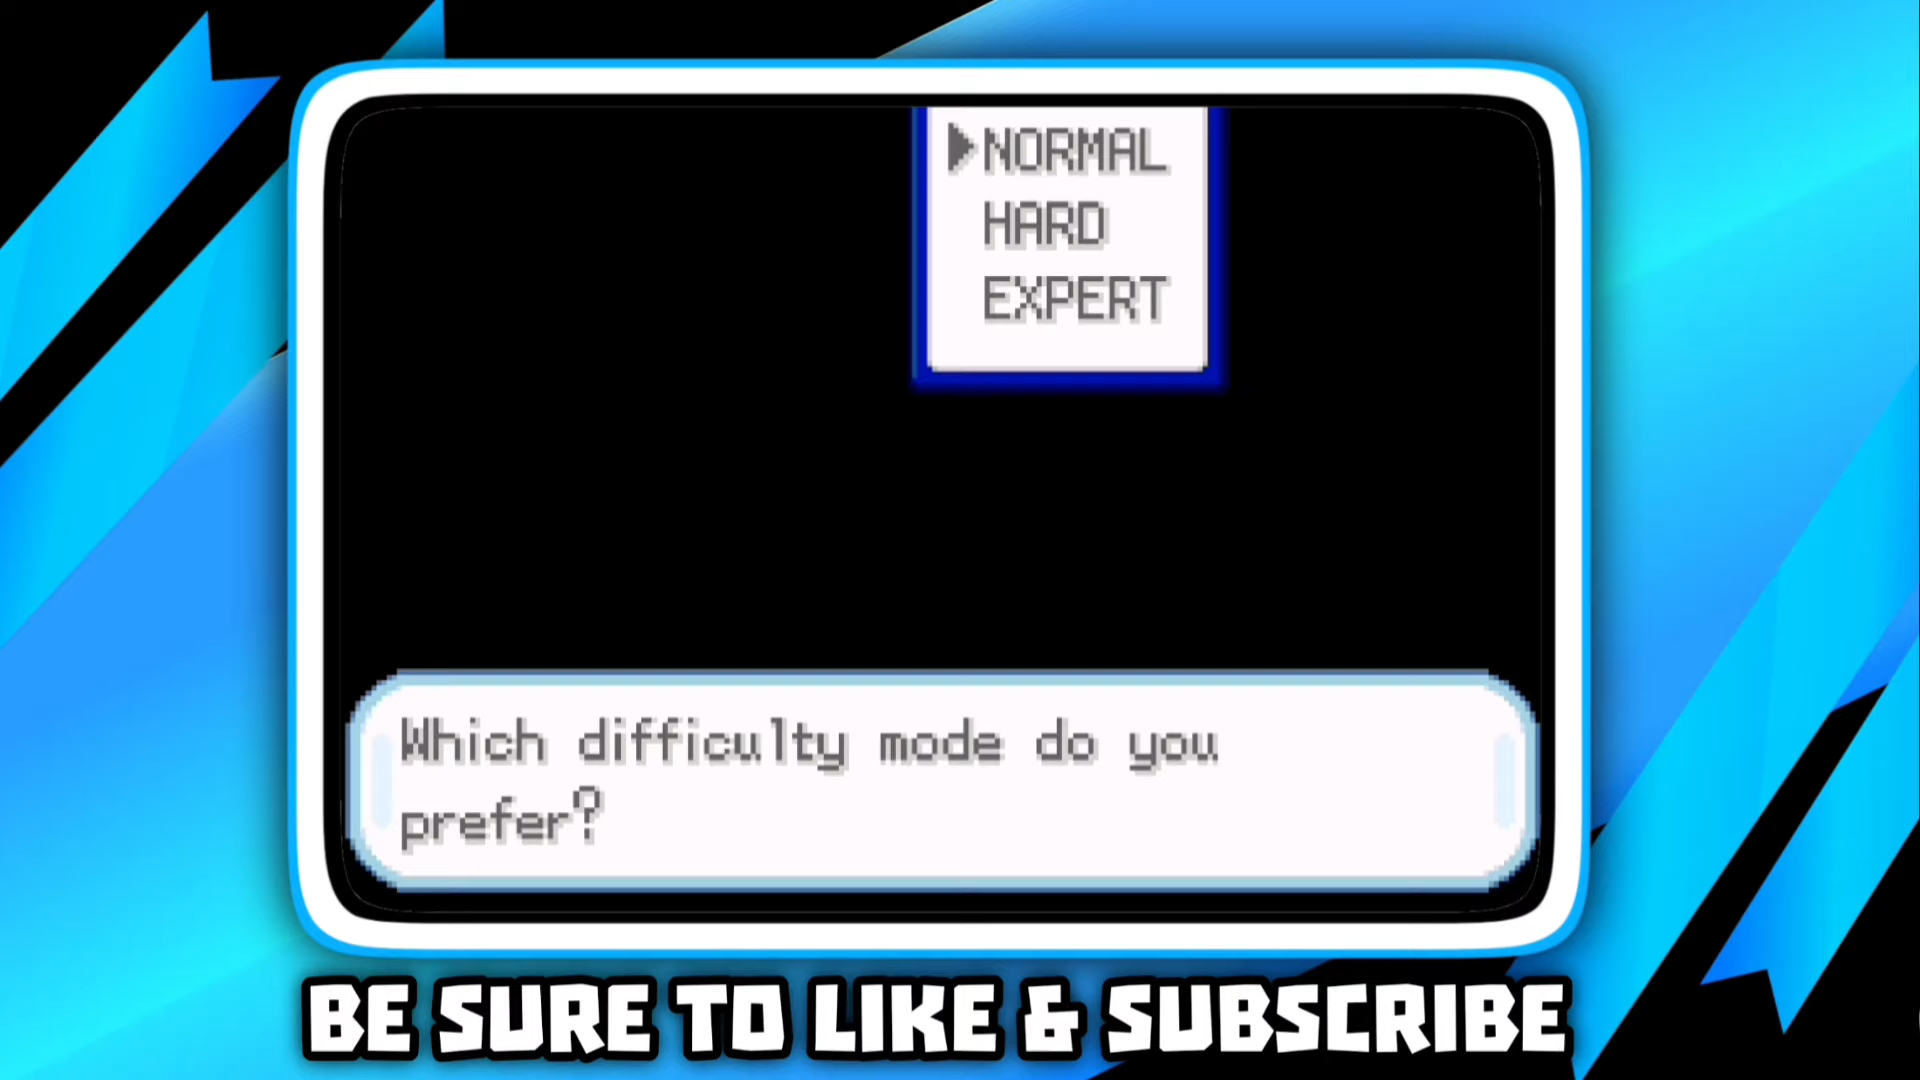 NORMAL
HARD
EXPERT
Which difficulty mode do you
prefer?
BE SURE TO LIKE & SUBSCRIBE